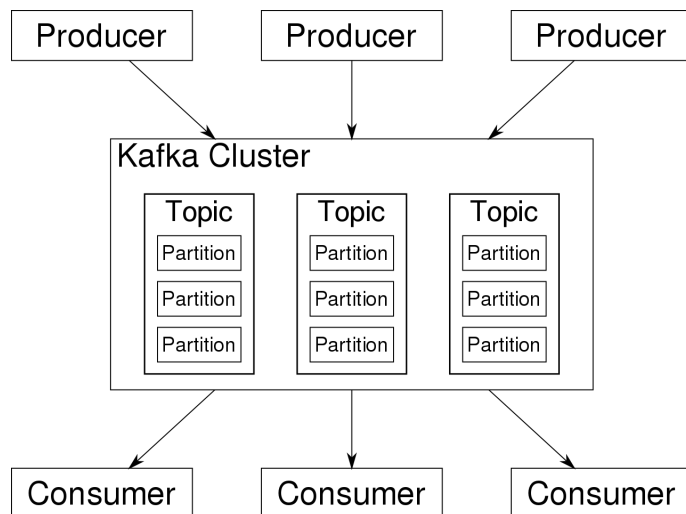 Producer Producer Producer
Kafka Cluster
Topic Topic Topic
Partition Partition Partition
Partition Partition Partition
Partition Partition Partition
Consumer Consumer Consumer